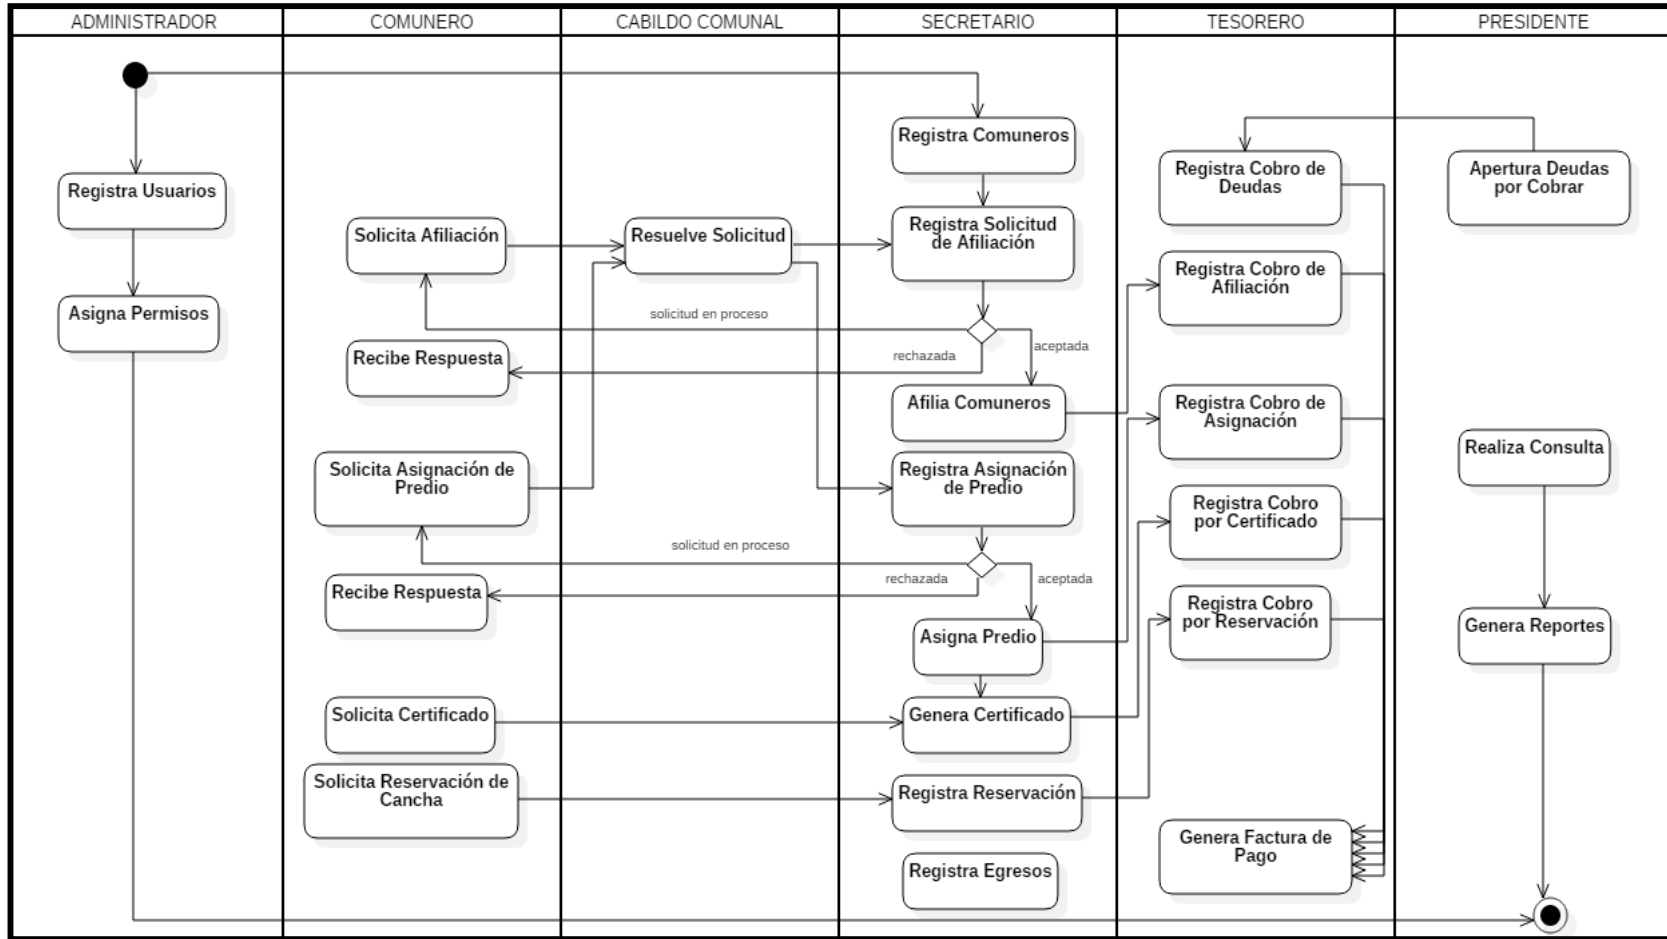 ADMINISTRADOR
COMUNERO
CABILDO COMUNAL
SECRETARIO
TESORERO
PRESIDENTE
Registra Comuneros
Registra Usuarios
Registra Cobro de
Deudas
Apertura Deudas
por Cobrar
Solicita Afiliación
Resuelve Solicitud
Registra Solicitud
de Afiliación
Registra Cobro de
Afiliación
Asigna Permisos
solicitud en proceso
Recibe Respuesta
rechazada
aceptada
Afilia Comuneros
Registra Cobro de
Asignación
Solicita Asignación de
Predio
Registra Asignación
de Predio
Realiza Consulta
Registra Cobro
por Certificado
solicitud en proceso
Recibe Respuesta
rechazada
aceptada
Asigna Predio
Registra Cobro
por Reservación
Genera Reportes
Solicita Certificado
Genera Certificado
Solicita Reservación de
Cancha
Registra Reservación
Genera Factura de
Pago
Registra Egresos